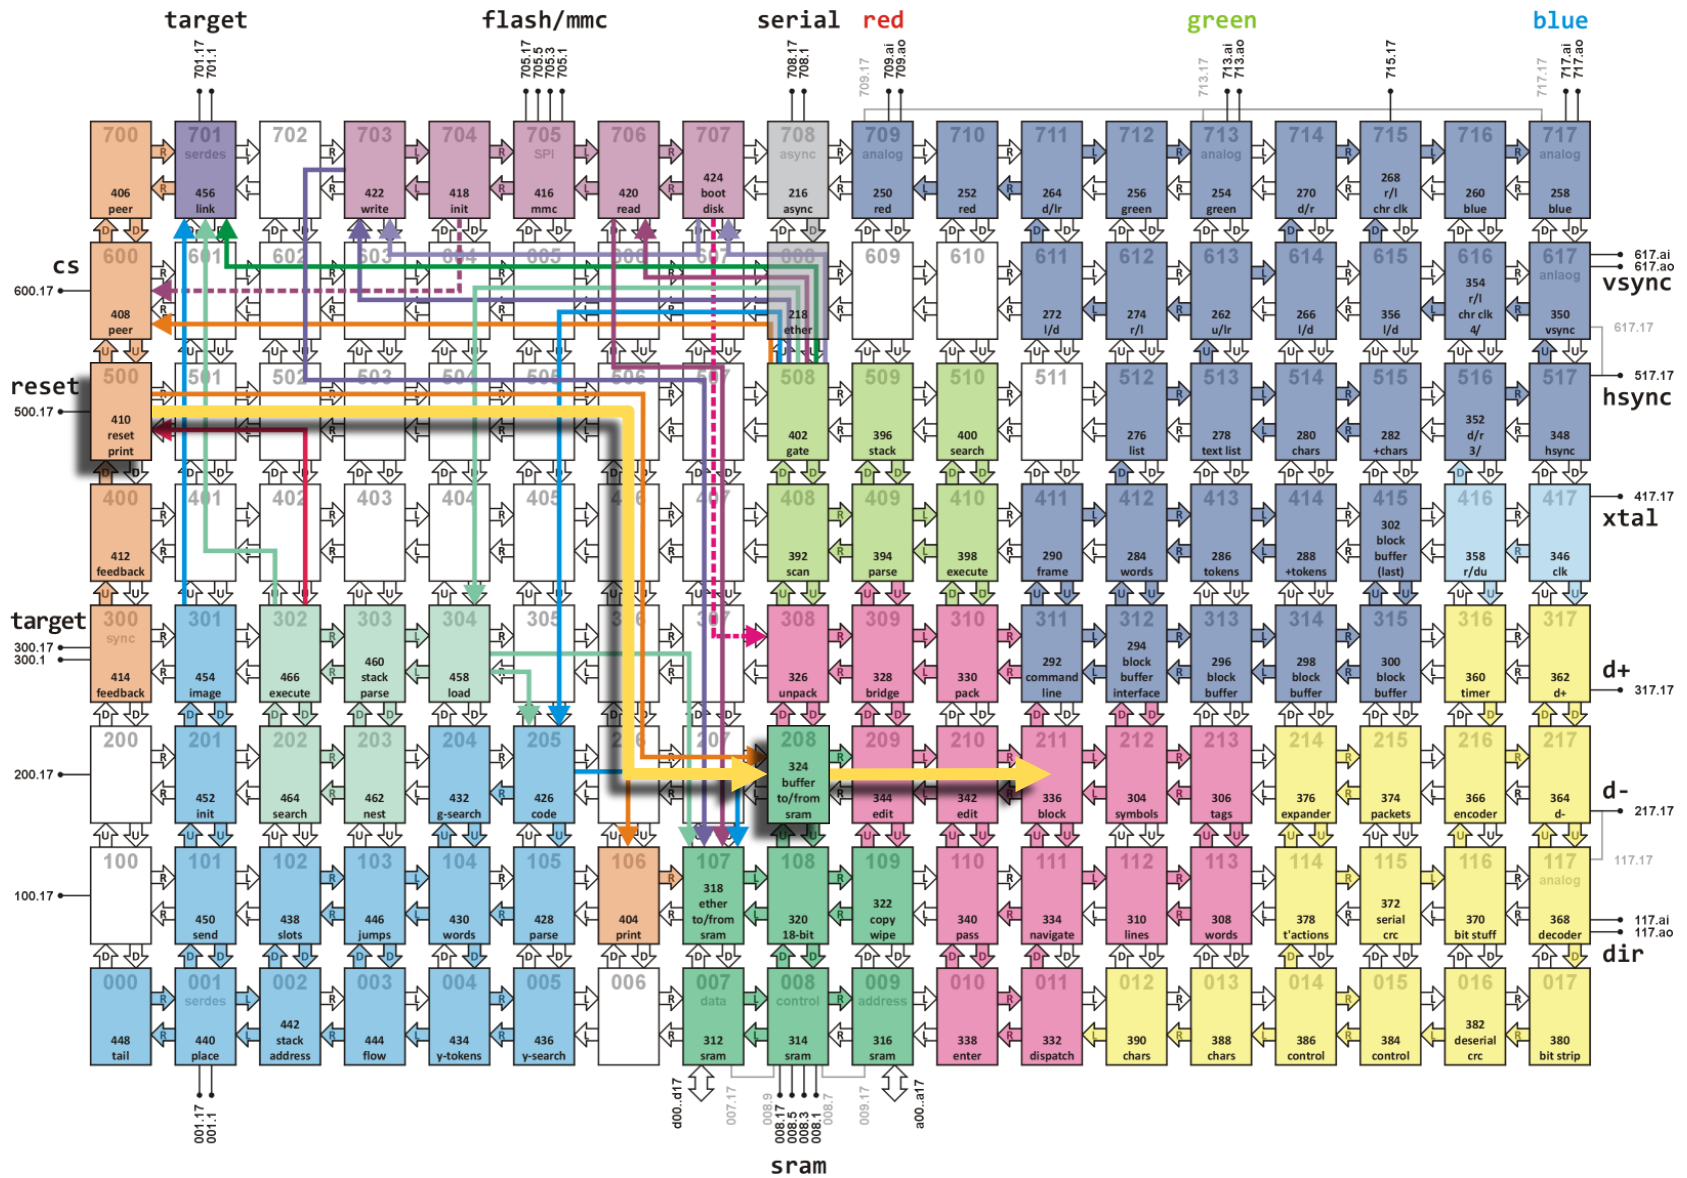 target flash/mmc serial red green blue
701.17 701.1 705.17 705.5 705.3 705.1 708.17 708.1 709.17 709.ai 709.ao 713.17 713.ai 713.ao 715.17 717.17 717.ai 717.ao
700 701 702 703 704 705 706 707 708 709 710 711 712 713 714 715 716 717
serdes SPI async analog analog analog
406 peer
456 link
422 write
418 init
416 mmc
420 read
424 boot disk
216 async
250 red
252 red
264 d/lr
256 green
254 green
270 d/r
268 r/l chr clk
260 blue
258 blue
cs
600.17
600 601 602 603 604 605 606 607 608 609 610 611 612 613 614 615 616 617
anlaog
408 peer
218 ether
272 l/d
274 r/l
262 u/lr
266 l/d
356 l/d
354 r/l chr clk 4/
350 vsync
617.ai
617.ao
vsync
617.17
reset
500.17
500 501 502 503 504 505 506 507 508 509 510 511 512 513 514 515 516 517
410 reset print
402 gate
396 stack
400 search
276 list
278 text list
280 chars
282 +chars
352 d/r 3/
348 hsync
517.17
hsync
400 401 402 403 404 405 407 408 409 410 411 412 413 414 415 416 417
412 feedback
392 scan
394 parse
398 execute
290 frame
284 words
286 tokens
288 +tokens
302 block buffer (last)
358 r/du
346 clk
417.17
xtal
target
300.17
300.1
300 301 302 303 304 305 307 308 309 310 311 312 313 314 315 316 317
sync
414 feedback
454 image
466 execute
460 stack parse
458 load
326 unpack
328 bridge
330 pack
292 command line
294 block buffer interface
296 block buffer
298 block buffer
300 block buffer
360 timer
362 d+
d+
317.17
200.17
200 201 202 203 204 205 207 208 209 210 211 212 213 214 215 216 217
452 init
464 search
462 nest
432 g-search
426 code
324 buffer to/from sram
344 edit
342 edit
336 block
304 symbols
306 tags
376 expander
374 packets
366 encoder
364 d-
d-
217.17
100.17
100 101 102 103 104 105 106 107 108 109 110 111 112 113 114 115 116 117
analog
450 send
438 slots
446 jumps
430 words
428 parse
404 print
318 ether to/from sram
320 18-bit
322 copy wipe
340 pass
334 navigate
310 lines
308 words
378 t'actions
372 serial crc
370 bit stuff
368 decoder
117.17
117.ai
117.ao
dir
000 001 002 003 004 005 006 007 008 009 010 011 012 013 014 015 016 017
serdes data control address
448 tail
440 place
442 stack address
444 flow
434 y-tokens
436 y-search
312 sram
314 sram
316 sram
338 enter
332 dispatch
390 chars
388 chars
386 control
384 control
382 deserial crc
380 bit strip
001.17 001.1 d00..d17 007.17 008.9 008.17 008.5 008.3 008.1 008.7 009.17 a00..a17
sram